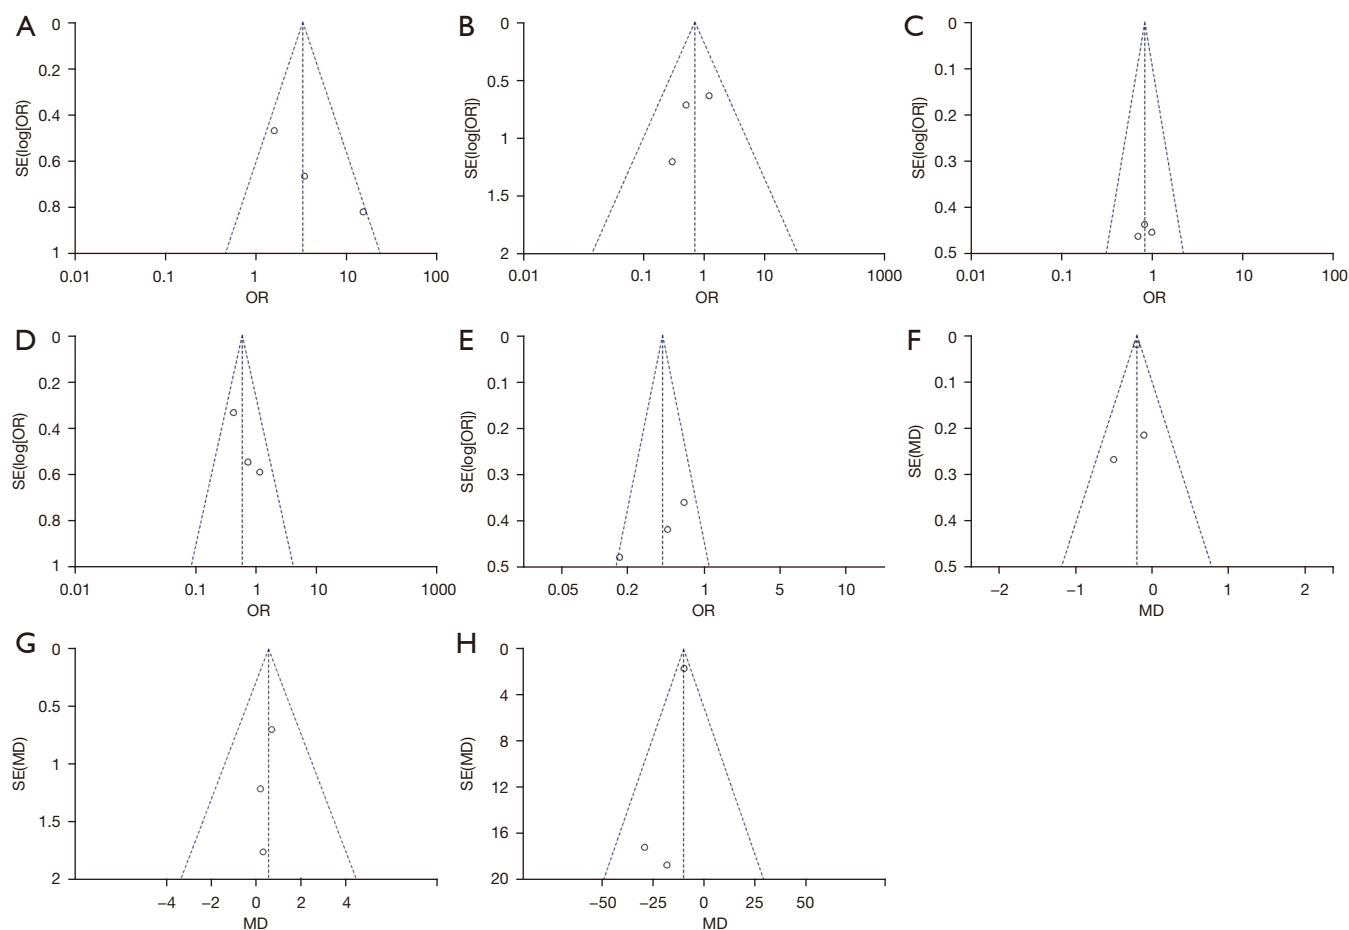 A
SE(log[OR])
0
0.2
0.4
0.6
0.8
1
0.01 0.1 1 10 100
OR
B
SE(log[OR])
0
0.5
1
1.5
2
0.01 0.1 1 10 1000
OR
C
SE(log[OR])
0
0.1
0.2
0.3
0.4
0.5
0.01 0.1 1 10 100
OR
D
SE(log[OR])
0
0.2
0.4
0.6
0.8
1
0.01 0.1 1 10 1000
OR
E
SE(log[OR])
0
0.1
0.2
0.3
0.4
0.5
0.05 0.2 1 5 10
OR
F
SE(MD)
0
0.1
0.2
0.3
0.4
0.5
−2 −1 0 1 2
MD
G
SE(MD)
0
0.5
1
1.5
2
−4 −2 0 2 4
MD
H
SE(MD)
0
4
8
12
16
20
−50 −25 0 25 50
MD